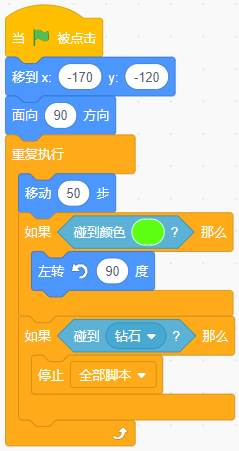 当 被点击
移到 x: -170 y: -120
面向 90 方向
重复执行
移动 50 步
如果 碰到颜色 ? 那么
左转 90 度
如果 碰到 钻石 ? 那么
停止 全部脚本